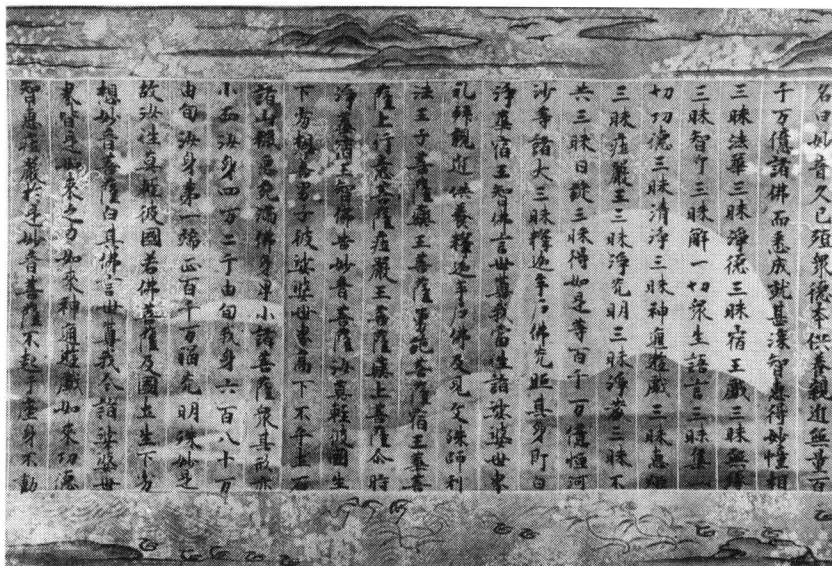 名曰妙音久已殖衆德本供養親近無量百
千万億諸佛而悉成就甚深智惠得妙幢相
三昧法華三昧淨德三昧宿王戲三昧無緣
三昧智印三昧解一切衆生語言三昧集一
切功德三昧清淨三昧神通遊戲三昧惠炬
三昧莊嚴王三昧淨光明三昧淨蔵三昧不
共三昧日旋三昧得如是等百千万億恒河
沙等諸大三昧釋迦牟尼佛光照其身即白
淨華宿王智佛言世尊我當往詣娑婆世界
礼拜親近供養釋迦牟尼佛及見文殊師利
法王子菩薩藥王菩薩勇施菩薩宿王華菩
薩上行意菩薩莊嚴王菩薩藥上菩薩尒時
淨華宿王智佛告妙音菩薩汝莫輕彼國生
下劣想善男子彼娑婆世界高下不平土石
諸山穢惡充滿佛身卑小諸菩薩衆其形亦
小而汝身四万二千由旬我身六百八十万
由旬汝身第一端正百千万福光明殊妙是
故汝往莫輕彼國若佛菩薩及國土生下劣
想妙音菩薩白其佛言世尊我今詣娑婆世
界皆是如來之力如來神通遊戲如來功德
智惠莊嚴於是妙音菩薩不起于座身不動